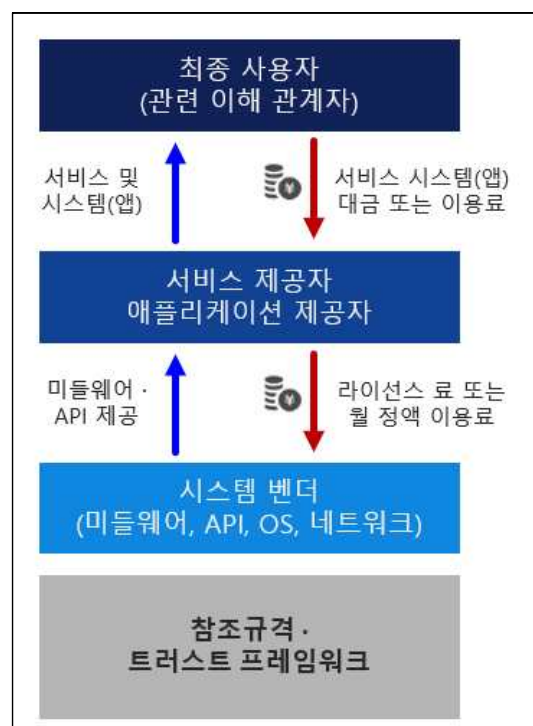 최종 사용자
(관련 이해 관계자)
서비스 및
시스템(앱)
서비스 시스템(앱)
대금 또는 이용료
서비스 제공자
애플리케이션 제공자
미들웨어 ·
API 제공
라이선스 료 또는
월 정액 이용료
시스템 벤더
(미들웨어, API, OS, 네트워크)
참조규격 ·
트러스트 프레임워크